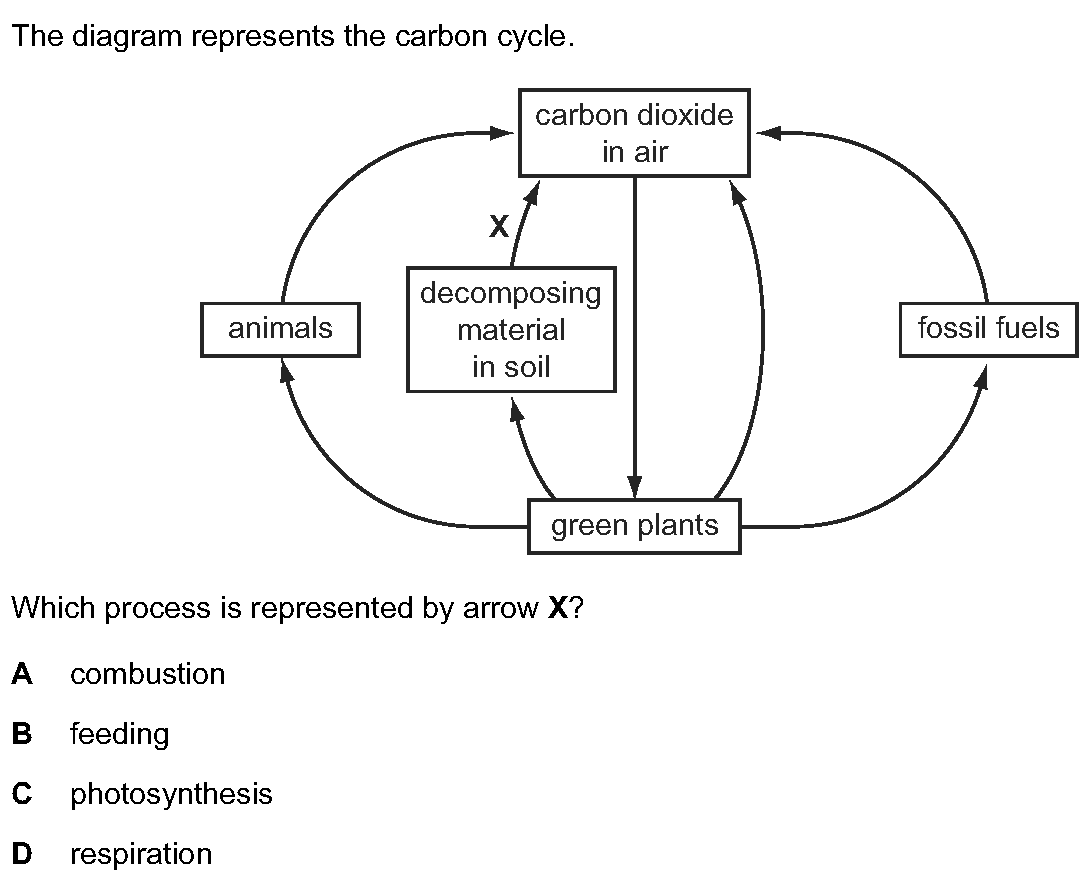 The diagram represents the carbon cycle.
carbon dioxide
in air
X
decomposing
material
in soil
animals
fossil fuels
green plants
Which process is represented by arrow X?
A combustion
B feeding
C photosynthesis
D respiration